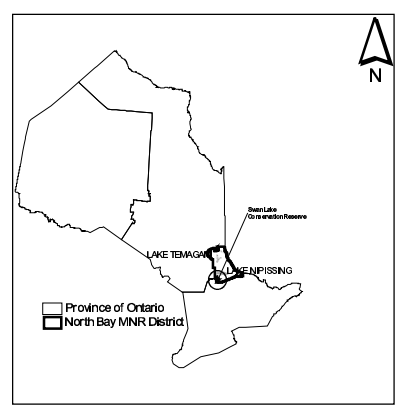 N
Swan Lake
Conservation Reserve
LAKE TEMAGAMI
LAKE NIPISSING
Province of Ontario
North Bay MNR District